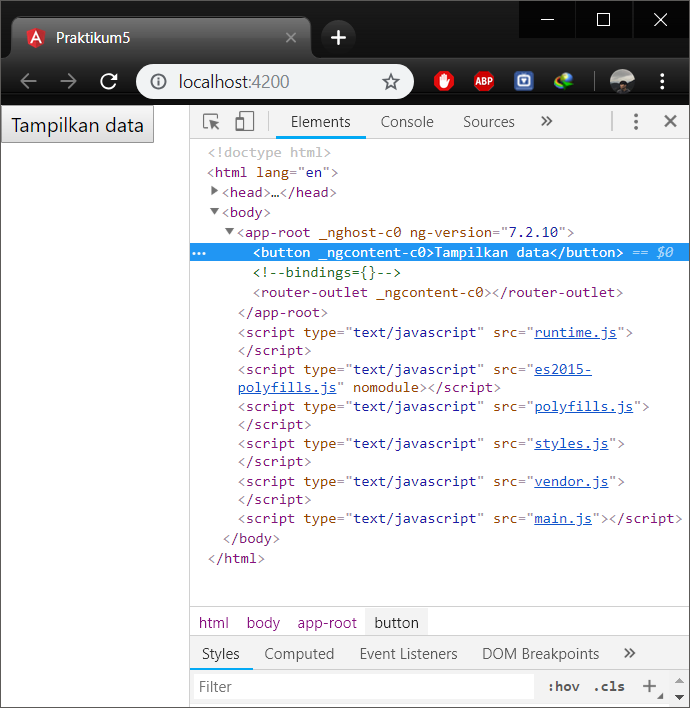 Praktikum5
localhost:4200
ABP
Tampilkan data
Elements Console Sources »
<!doctype html>
<html lang="en">
<head>…</head>
<body>
<app-root _nghost-c0 ng-version="7.2.10">
… <button _ngcontent-c0>Tampilkan data</button> == $0
<!--bindings={}-->
<router-outlet _ngcontent-c0></router-outlet>
</app-root>
<script type="text/javascript" src="runtime.js">
</script>
<script type="text/javascript" src="es2015-
polyfills.js" nomodule></script>
<script type="text/javascript" src="polyfills.js">
</script>
<script type="text/javascript" src="styles.js">
</script>
<script type="text/javascript" src="vendor.js">
</script>
<script type="text/javascript" src="main.js"></script>
</body>
</html>
html body app-root button
Styles Computed Event Listeners DOM Breakpoints »
Filter :hov .cls +